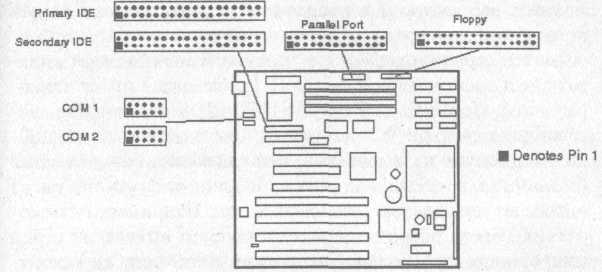 Primary IDE
Secondary IDE
Parallel Port
Floppy
COM 1
COM 2
Denotes Pin 1